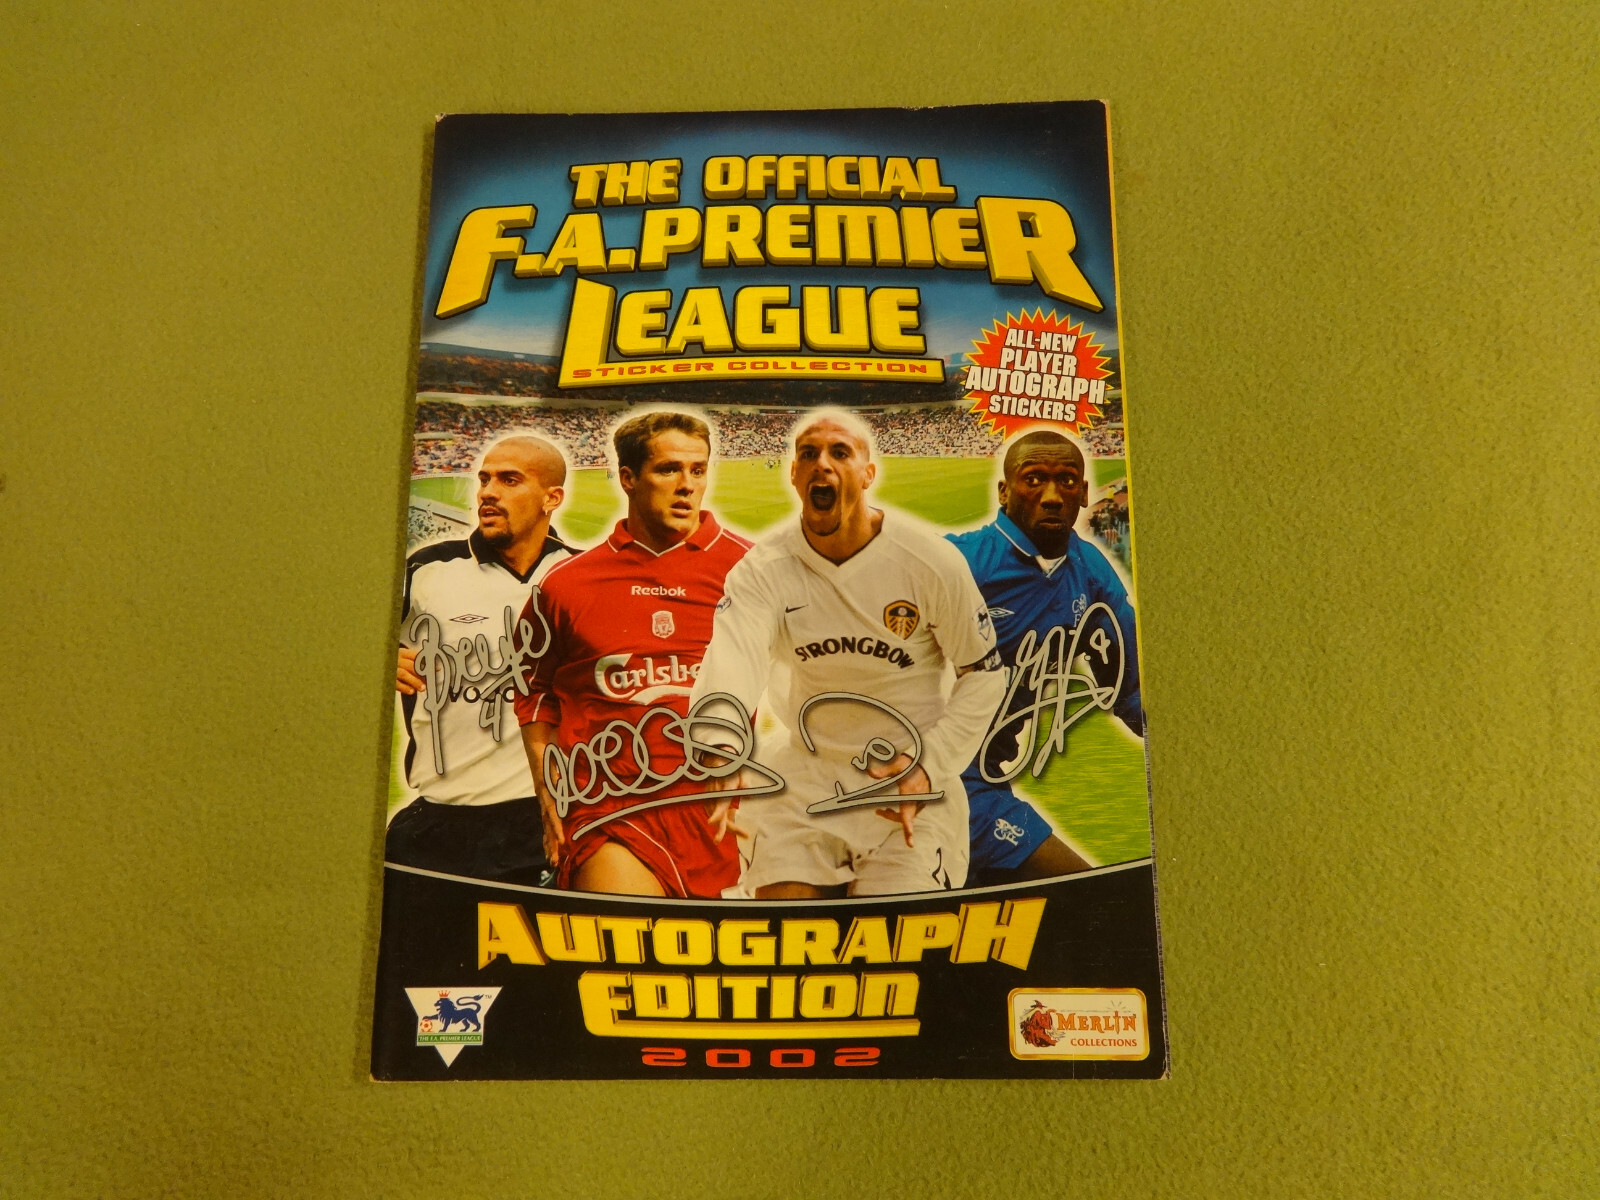 THE OFFICIAL
F.A. PREMIER
LEAGUE
STICKER COLLECTION
ALL-NEW
PLAYER
AUTOGRAPH
STICKERS
Reebok
Carlsbe
STRONGBOW
AUTOGRAPH
EDITION
2002
THE F.A. PREMIER LEAGUE
TM
MERLIN
COLLECTIONS